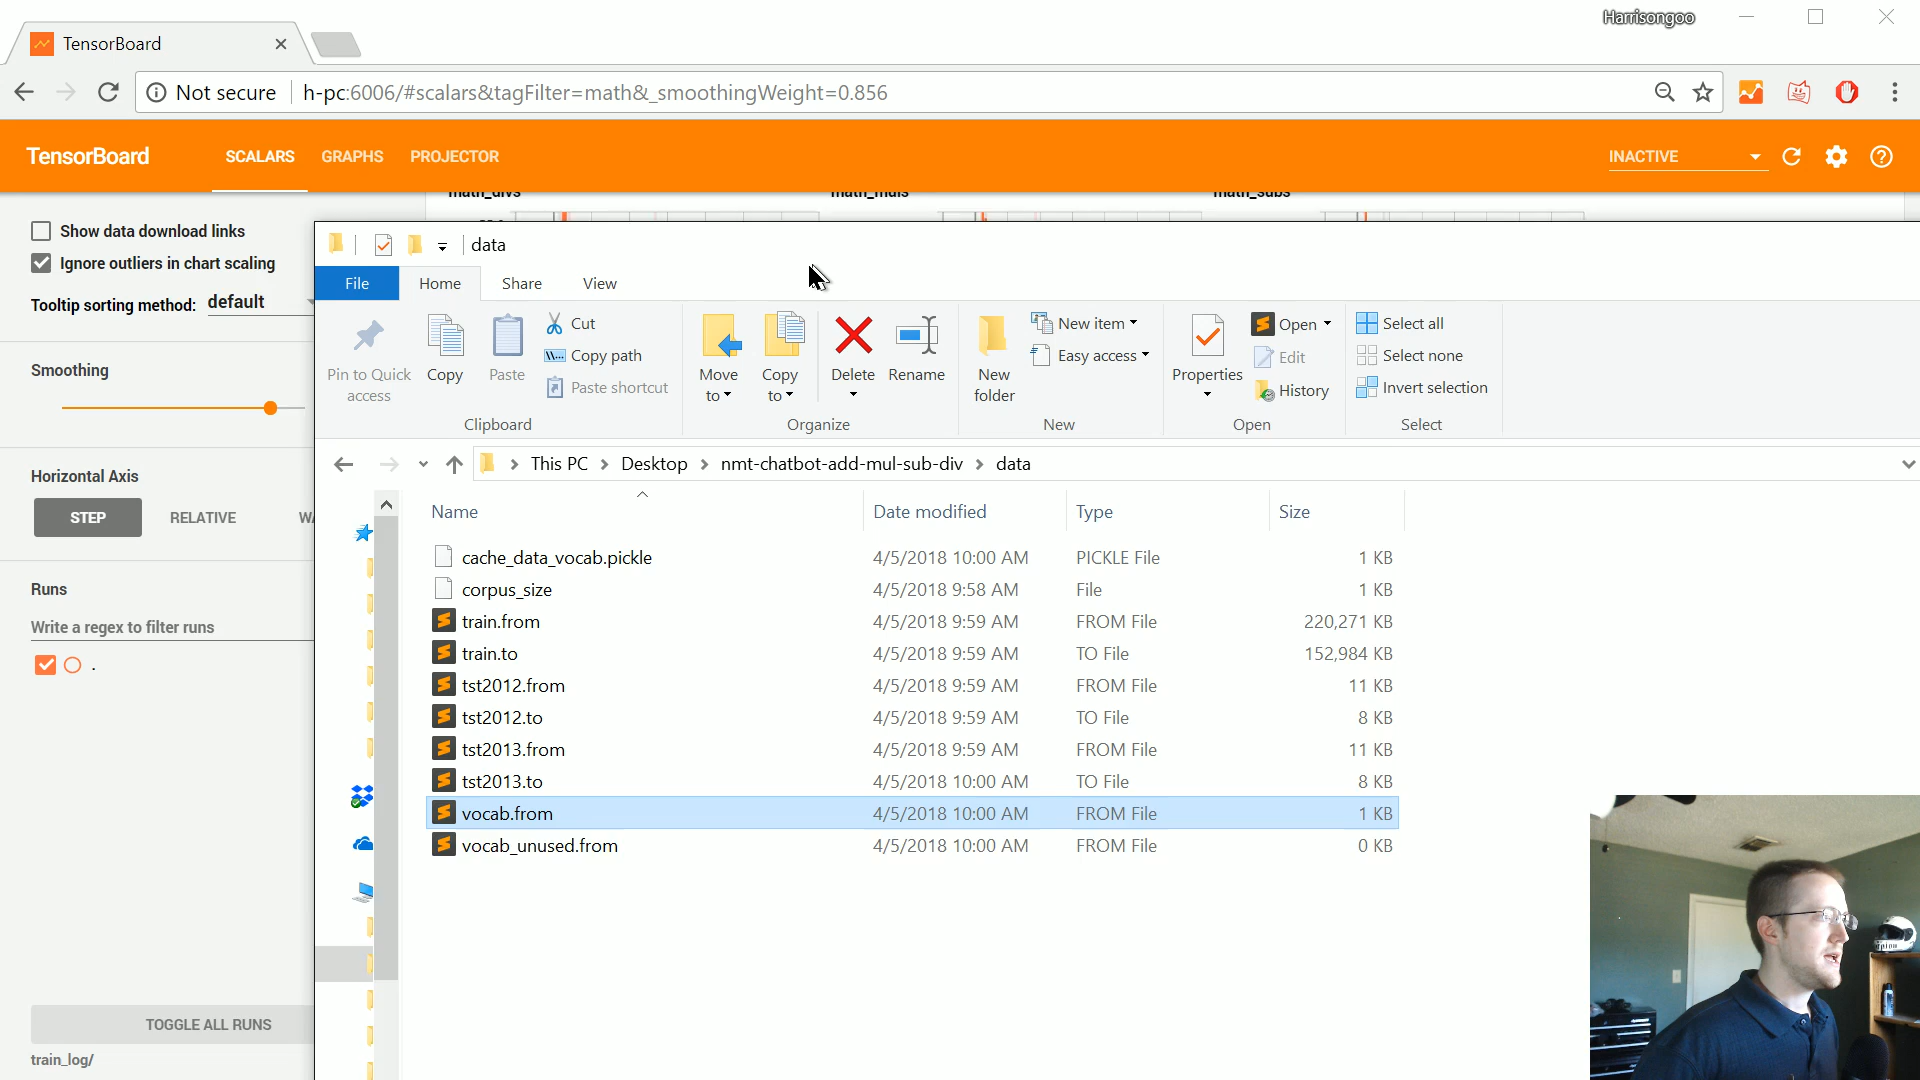 Harrisongoo
TensorBoard
Not secure h-pc:6006/#scalars&tagFilter=math&_smoothingWeight=0.856
TensorBoard SCALARS GRAPHS PROJECTOR INACTIVE
math_divs math_muls math_subs
Show data download links
Ignore outliers in chart scaling
Tooltip sorting method: default
Smoothing
Horizontal Axis
STEP RELATIVE WA
Runs
Write a regex to filter runs
.
TOGGLE ALL RUNS
train_log/
data
File Home Share View
Pin to Quick access
Copy
Paste
Cut
Copy path
Paste shortcut
Clipboard
Move to
Copy to
Delete
Rename
Organize
New folder
New item
Easy access
New
Properties
Open
Edit
History
Open
Select all
Select none
Invert selection
Select
This PC > Desktop > nmt-chatbot-add-mul-sub-div > data
Name Date modified Type Size
cache_data_vocab.pickle 4/5/2018 10:00 AM PICKLE File 1 KB
corpus_size 4/5/2018 9:58 AM File 1 KB
train.from 4/5/2018 9:59 AM FROM File 220,271 KB
train.to 4/5/2018 9:59 AM TO File 152,984 KB
tst2012.from 4/5/2018 9:59 AM FROM File 11 KB
tst2012.to 4/5/2018 9:59 AM TO File 8 KB
tst2013.from 4/5/2018 9:59 AM FROM File 11 KB
tst2013.to 4/5/2018 10:00 AM TO File 8 KB
vocab.from 4/5/2018 10:00 AM FROM File 1 KB
vocab_unused.from 4/5/2018 10:00 AM FROM File 0 KB